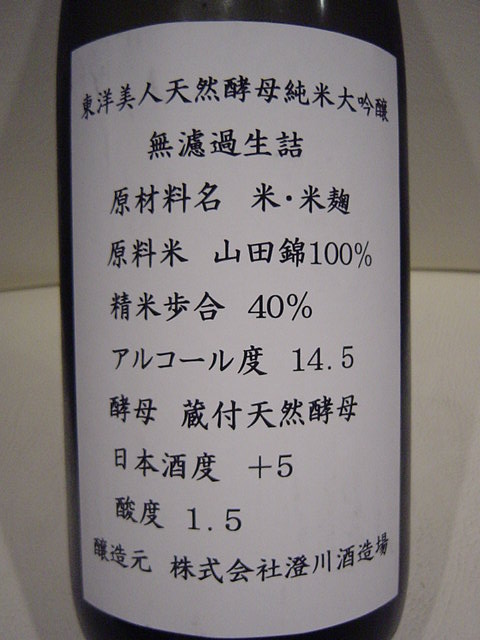 東洋美人天然酵母純米大吟醸
無濾過生詰
原材料名 米・米麹
原料米 山田錦100%
精米歩合 40%
アルコール度 14.5
酵母 蔵付天然酵母
日本酒度 +5
酸度 1.5
醸造元 株式会社澄川酒造場